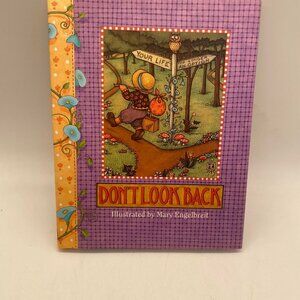 YOUR LIFE
DON'T LOOK BACK
Illustrated by Mary Engelbreit